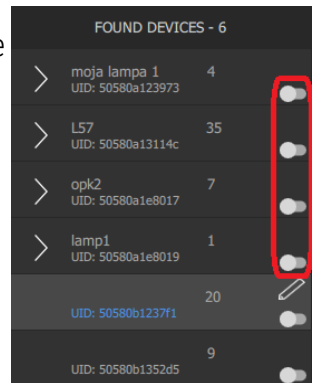 e
FOUND DEVICES - 6
moja lampa 1 4
UID: 50580a123973
L57 35
UID: 50580a13114c
opk2 7
UID: 50580a1e8017
lamp1 1
UID: 50580a1e8019
20
UID: 50580b1237f1
9
UID: 50580b1352d5